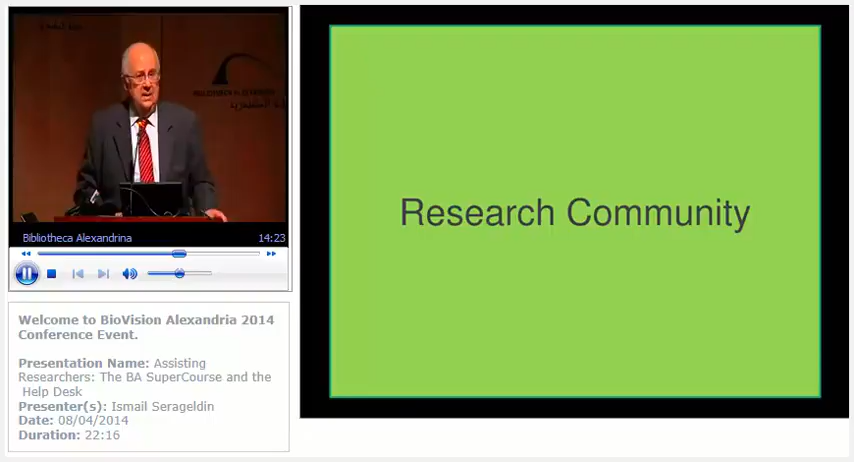 Bibliotheca Alexandrina 14:23
Welcome to BioVision Alexandria 2014
Conference Event.
Presentation Name: Assisting
Researchers: The BA SuperCourse and the
Help Desk
Presenter(s): Ismail Serageldin
Date: 08/04/2014
Duration: 22:16
Research Community